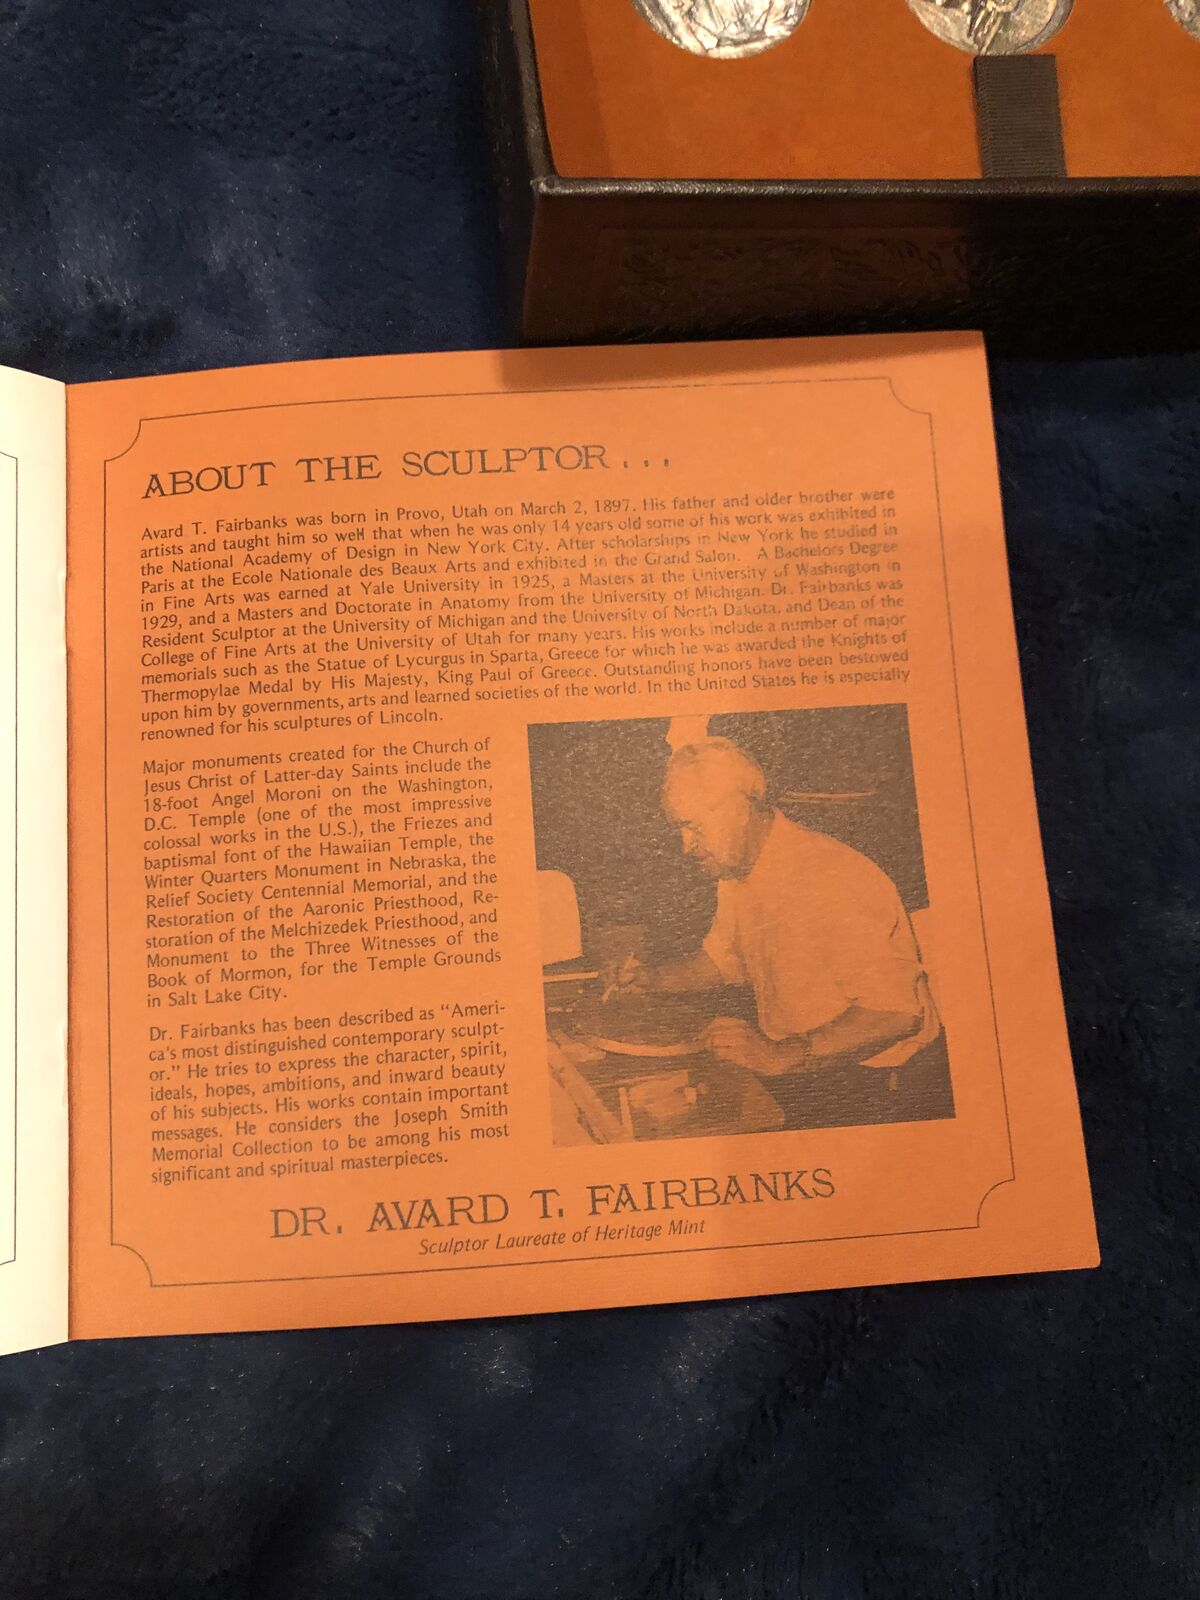 ABOUT THE SCULPTOR . . .
Avard T. Fairbanks was born in Provo, Utah on March 2, 1897. His father and older brother were
artists and taught him so well that when he was only 14 years old some of his work was exhibited in
the National Academy of Design in New York City. After scholarships in New York he studied in
Paris at the Ecole Nationale des Beaux Arts and exhibited in the Grand Salon. A Bachelors Degree
in Fine Arts was earned at Yale University in 1925, a Masters at the University of Washington in
1929, and a Masters and Doctorate in Anatomy from the University of Michigan. Dr. Fairbanks was
Resident Sculptor at the University of Michigan and the University of North Dakota, and Dean of the
College of Fine Arts at the University of Utah for many years. His works include a number of major
memorials such as the Statue of Lycurgus in Sparta, Greece for which he was awarded the Knights of
Thermopylae Medal by His Majesty, King Paul of Greece. Outstanding honors have been bestowed
upon him by governments, arts and learned societies of the world. In the United States he is especially
renowned for his sculptures of Lincoln.
Major monuments created for the Church of
Jesus Christ of Latter-day Saints include the
18-foot Angel Moroni on the Washington,
D.C. Temple (one of the most impressive
colossal works in the U.S.), the Friezes and
baptismal font of the Hawaiian Temple, the
Winter Quarters Monument in Nebraska, the
Relief Society Centennial Memorial, and the
Restoration of the Aaronic Priesthood, Re-
storation of the Melchizedek Priesthood, and
Monument to the Three Witnesses of the
Book of Mormon, for the Temple Grounds
in Salt Lake City.
Dr. Fairbanks has been described as "Ameri-
ca's most distinguished contemporary sculpt-
or." He tries to express the character, spirit,
ideals, hopes, ambitions, and inward beauty
of his subjects. His works contain important
messages. He considers the Joseph Smith
Memorial Collection to be among his most
significant and spiritual masterpieces.
DR. AVARD T. FAIRBANKS
Sculptor Laureate of Heritage Mint